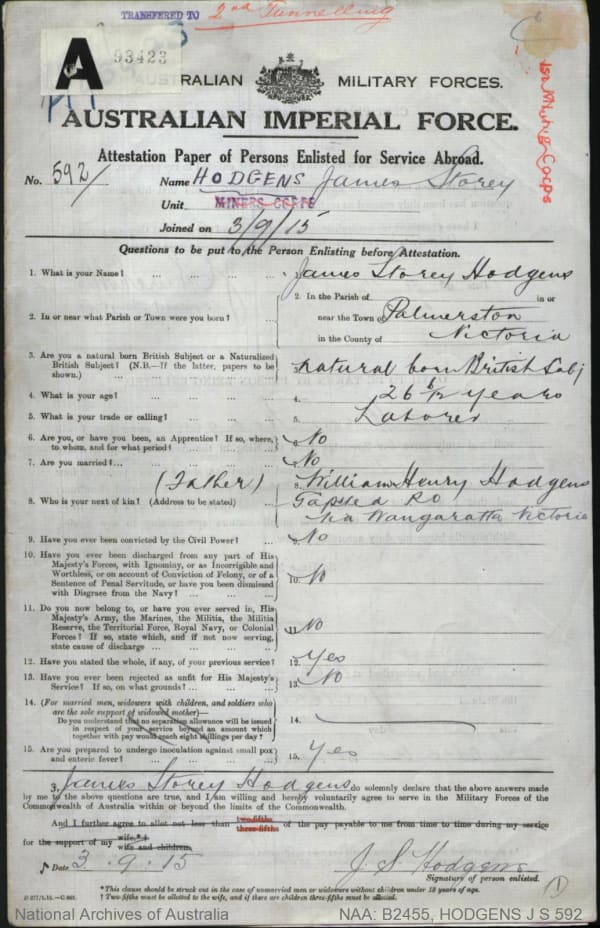 TRANSFERRED TO 2nd Tunnelling
A 93423
1st Mining Corps
AUSTRALIAN MILITARY FORCES.
AUSTRALIAN IMPERIAL FORCE.
Attestation Paper of Persons Enlisted for Service Abroad.
No. 592 Name HODGENS James Storey
Unit MINERS CORPS
Joined on 3/9/15
Questions to be put to the Person Enlisting before Attestation.
1. What is your Name? ... ... ... ... 1. James Storey Hodgens
2. In or near what Parish or Town were you born? ... 2. In the Parish of in or
near the Town of Palmerston
in the County of Victoria
3. Are you a natural born British Subject or a Naturalized
British Subject? (N.B.—If the latter, papers to be
shown.) ... ... ... 3. natural born British Subj
4. What is your age? ... ... ... 4. 26 6/12 years
5. What is your trade or calling? ... ... 5. Laborer
6. Are you, or have you been, an Apprentice? If so, where,
to whom, and for what period? ... ... 6. No
7. Are you married? ... ... ... 7. No
(Father) William Henry Hodgens
8. Who is your next of kin? (Address to be stated) ... 8. PO
Via Wangaratta Victoria
9. Have you ever been convicted by the Civil Power? ... 9. No
10. Have you ever been discharged from any part of His
Majesty's Forces, with Ignominy, or as Incorrigible and
Worthless, or on account of Conviction of Felony, or of a
Sentence of Penal Servitude, or have you been dismissed
with Disgrace from the Navy? ... ... 10. No
11. Do you now belong to, or have you ever served in, His
Majesty's Army, the Marines, the Militia, the Militia
Reserve, the Territorial Force, Royal Navy, or Colonial
Forces? If so, state which, and if not now serving,
state cause of discharge ... ... ... 11. No
12. Have you stated the whole, if any, of your previous service? 12. Yes
13. Have you ever been rejected as unfit for His Majesty's
Service? If so, on what grounds? ... ... 13. No
14. (For married men, widowers with children, and soldiers who
are the sole support of widowed mother)—
Do you understand that no separation allowance will be issued
in respect of your service beyond an amount which
together with pay would reach eight shillings per day? ... 14.
15. Are you prepared to undergo inoculation against small pox
and enteric fever? ... ... ... 15. Yes
I, James Storey Hodgens do solemnly declare that the above answers made
by me to the above questions are true, and I am willing and hereby voluntarily agree to serve in the Military Forces of the
Commonwealth of Australia within or beyond the limits of the Commonwealth.
And I further agree to allot not less than two-fifths three-fifths of the pay payable to me from time to time during my service
for the support of my wife.*† wife and children.
Date 3.9.15 J. S. Hodgens
Signature of person enlisted.
*This clause should be struck out in the case of unmarried men or widowers without children under 18 years of age.
† Two-fifths must be allotted to the wife, and if there are children three-fifths must be allotted.
1
National Archives of Australia NAA: B2455, HODGENS J S 592